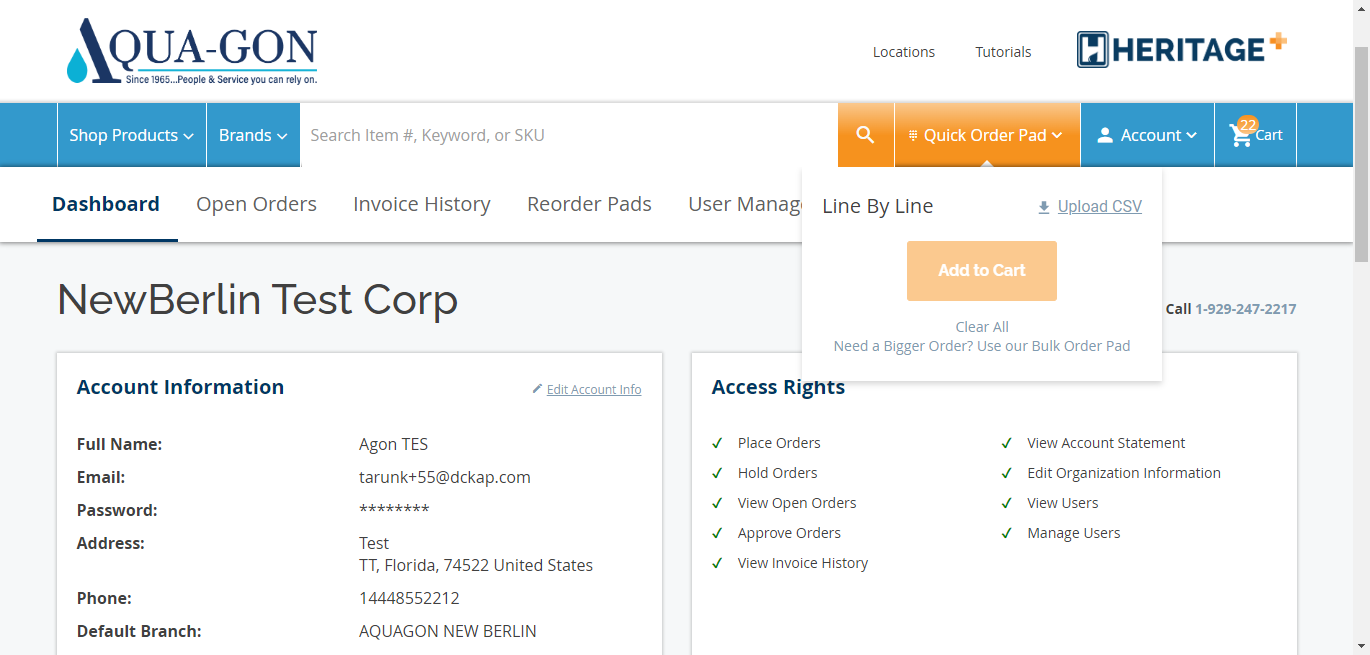 AQUA-GON
Since 1965...People & Service you can rely on.
Locations
Tutorials
HERITAGE+
Shop Products
Brands
Search Item #, Keyword, or SKU
Quick Order Pad
Account
22
Cart
Dashboard
Open Orders
Invoice History
Reorder Pads
User Manag
Line By Line
Upload CSV
Add to Cart
Clear All
Need a Bigger Order? Use our Bulk Order Pad
NewBerlin Test Corp
Call 1-929-247-2217
Account Information
Edit Account Info
Full Name: Agon TES
Email: tarunk+55@dckap.com
Password: ********
Address: Test
TT, Florida, 74522 United States
Phone: 14448552212
Default Branch: AQUAGON NEW BERLIN
Access Rights
Place Orders
Hold Orders
View Open Orders
Approve Orders
View Invoice History
View Account Statement
Edit Organization Information
View Users
Manage Users